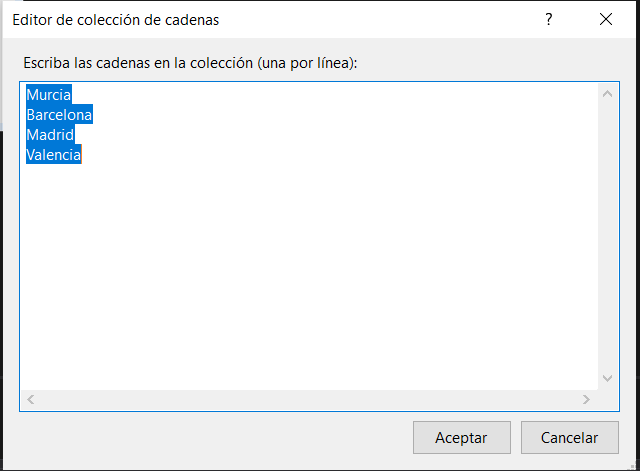 Editor de colección de cadenas ?
Escriba las cadenas en la colección (una por línea):
Murcia
Barcelona
Madrid
Valencia
Aceptar Cancelar